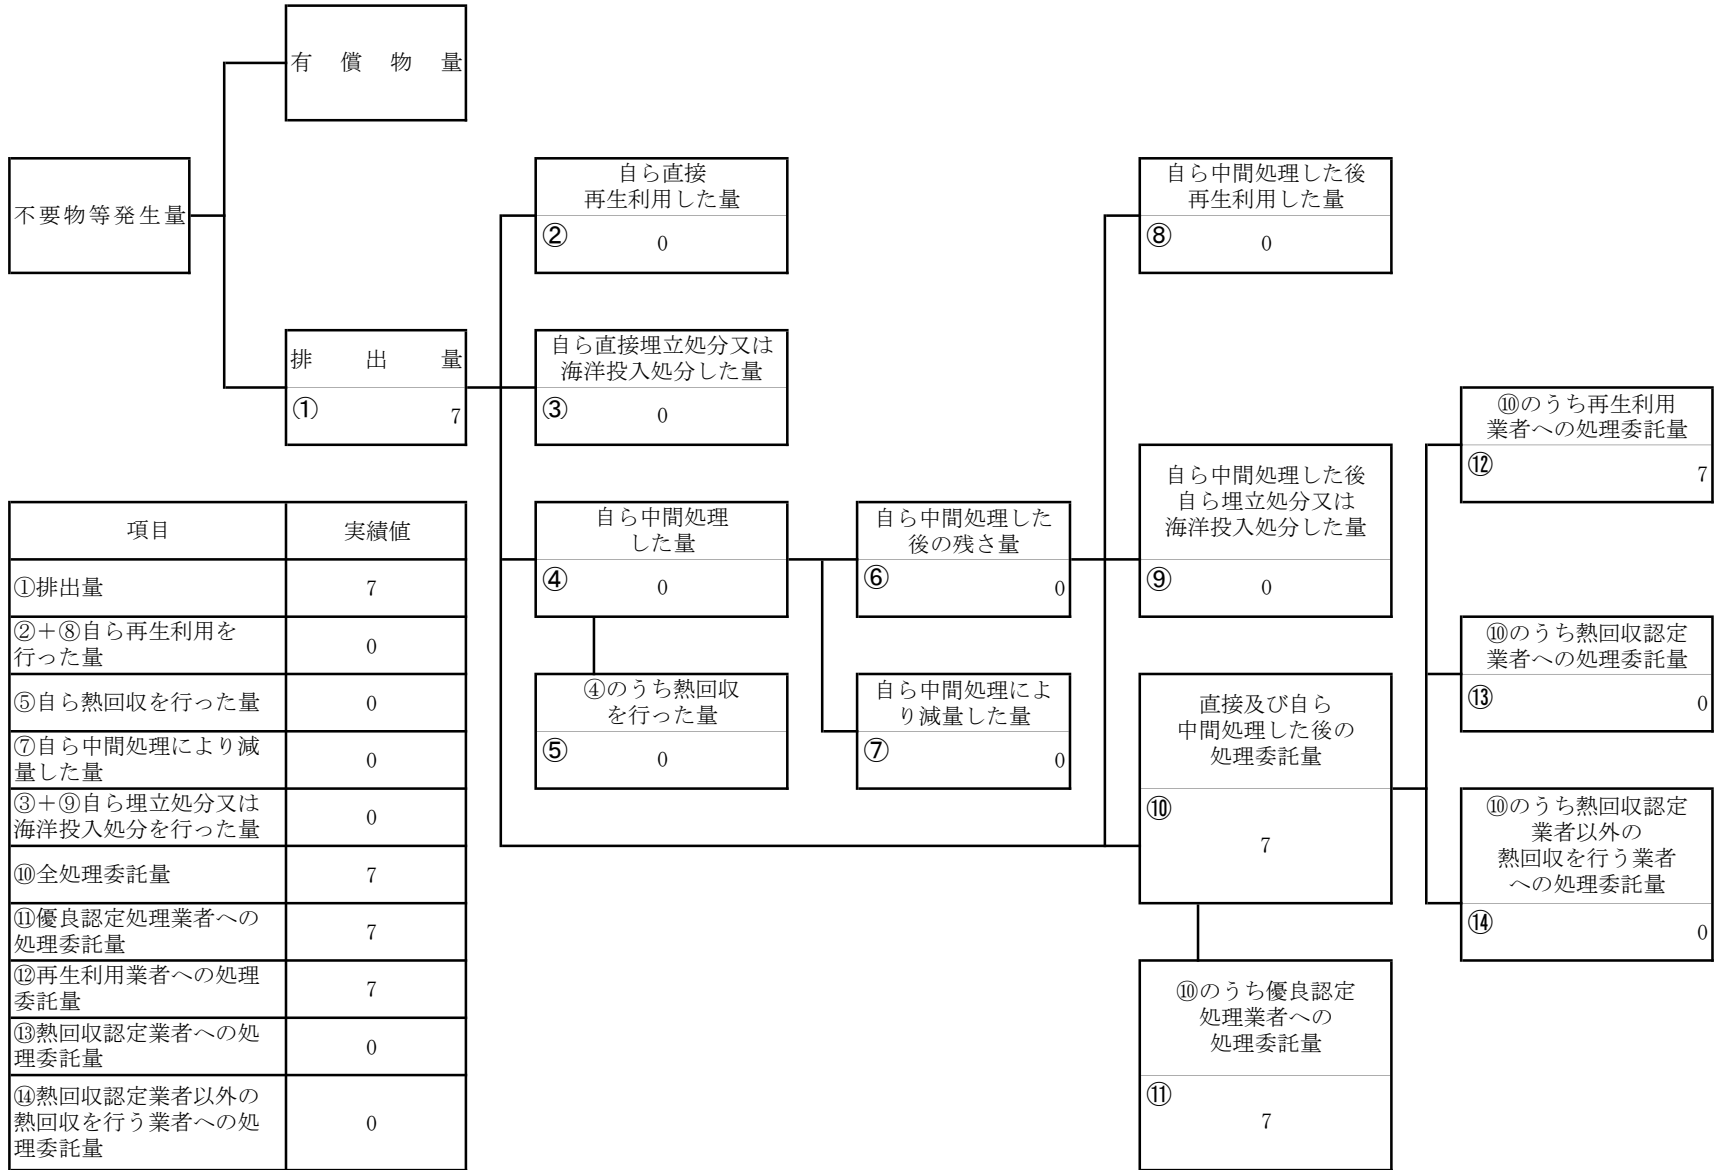 有償物量
不要物等発生量
排出量
①
7
自ら直接
再生利用した量
②
0
自ら直接埋立処分又は
海洋投入処分した量
③
0
自ら中間処理
した量
④
0
④のうち熱回収
を行った量
⑤
0
自ら中間処理した
後の残さ量
⑥
0
自ら中間処理によ
り減量した量
⑦
0
自ら中間処理した後
再生利用した量
⑧
0
自ら中間処理した後
自ら埋立処分又は
海洋投入処分した量
⑨
0
直接及び自ら
中間処理した後の
処理委託量
⑩
7
⑩のうち優良認定
処理業者への
処理委託量
⑪
7
⑩のうち再生利用
業者への処理委託量
⑫
7
⑩のうち熱回収認定
業者への処理委託量
⑬
0
⑩のうち熱回収認定
業者以外の
熱回収を行う業者
への処理委託量
⑭
0
項目 実績値
①排出量 7
②+⑧自ら再生利用を
行った量 0
⑤自ら熱回収を行った量 0
⑦自ら中間処理により減
量した量 0
③+⑨自ら埋立処分又は
海洋投入処分を行った量 0
⑩全処理委託量 7
⑪優良認定処理業者への
処理委託量 7
⑫再生利用業者への処理
委託量 7
⑬熱回収認定業者への処
理委託量 0
⑭熱回収認定業者以外の
熱回収を行う業者への処 0
理委託量